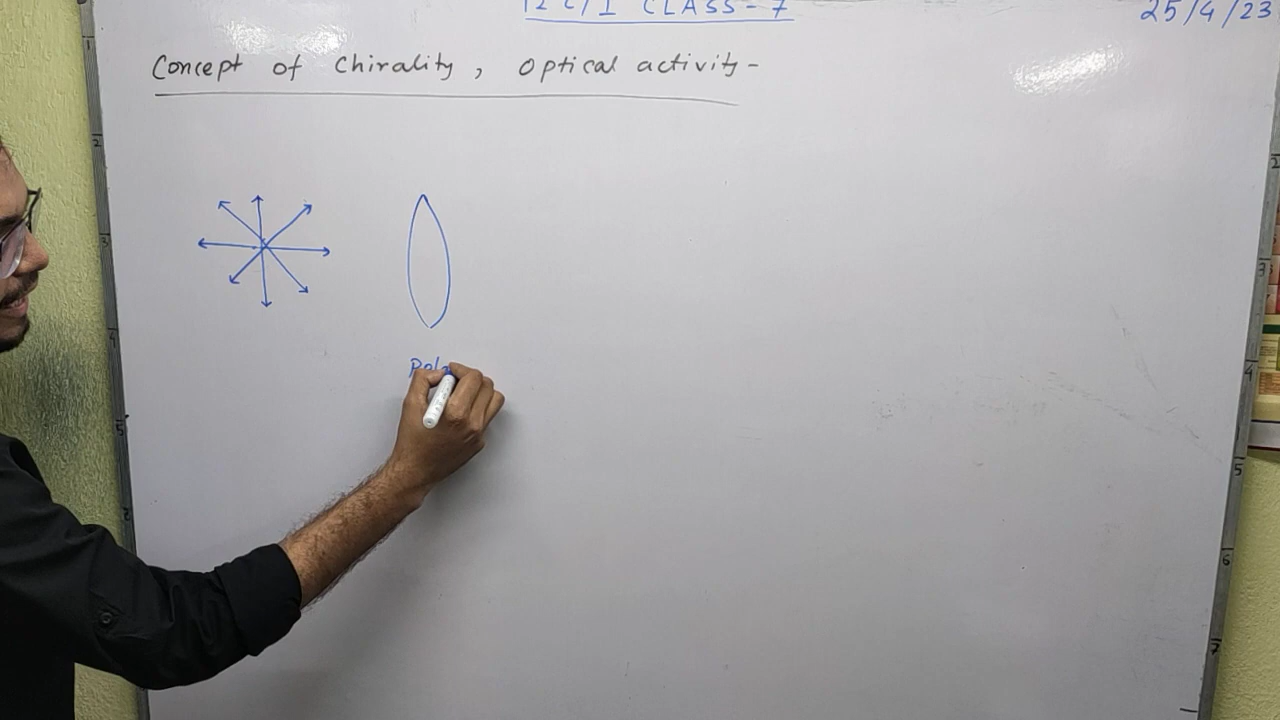 12 C/I CLASS-7
25/4/23
Concept of Chirality, Optical activity-
Pola